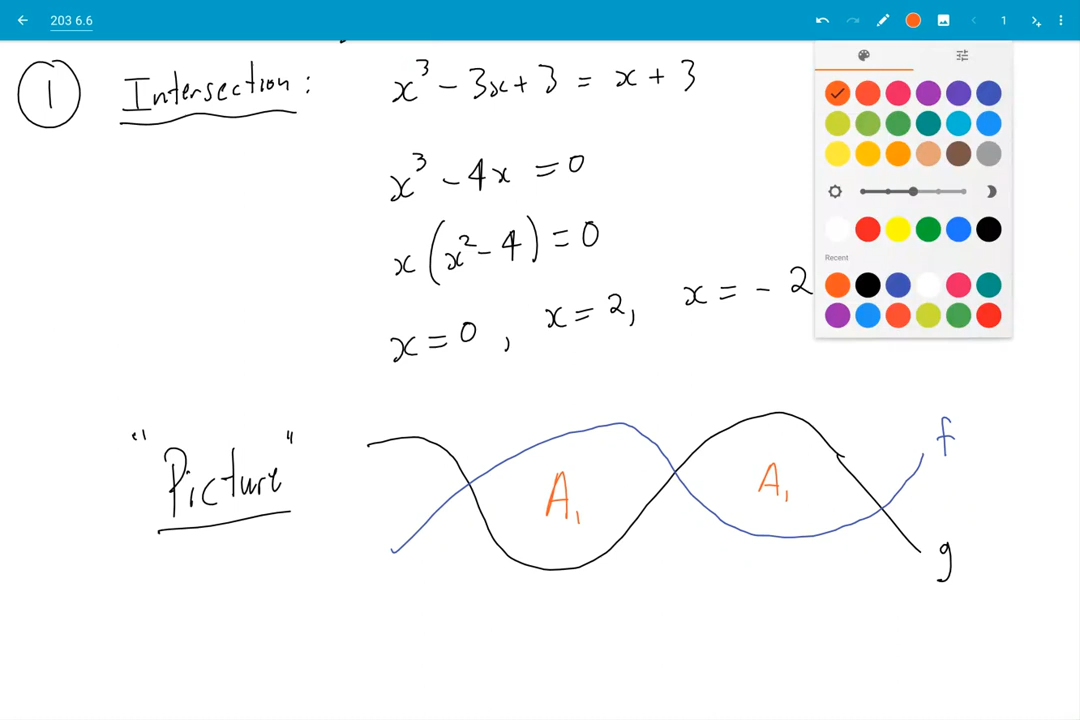 203 6.6
1
1 Intersection: x³ - 3x + 3 = x + 3
Recent
x³ - 4x = 0
x(x² - 4) = 0
x = 0, x = 2, x = - 2
"Picture"
A₁ A₁
f
g